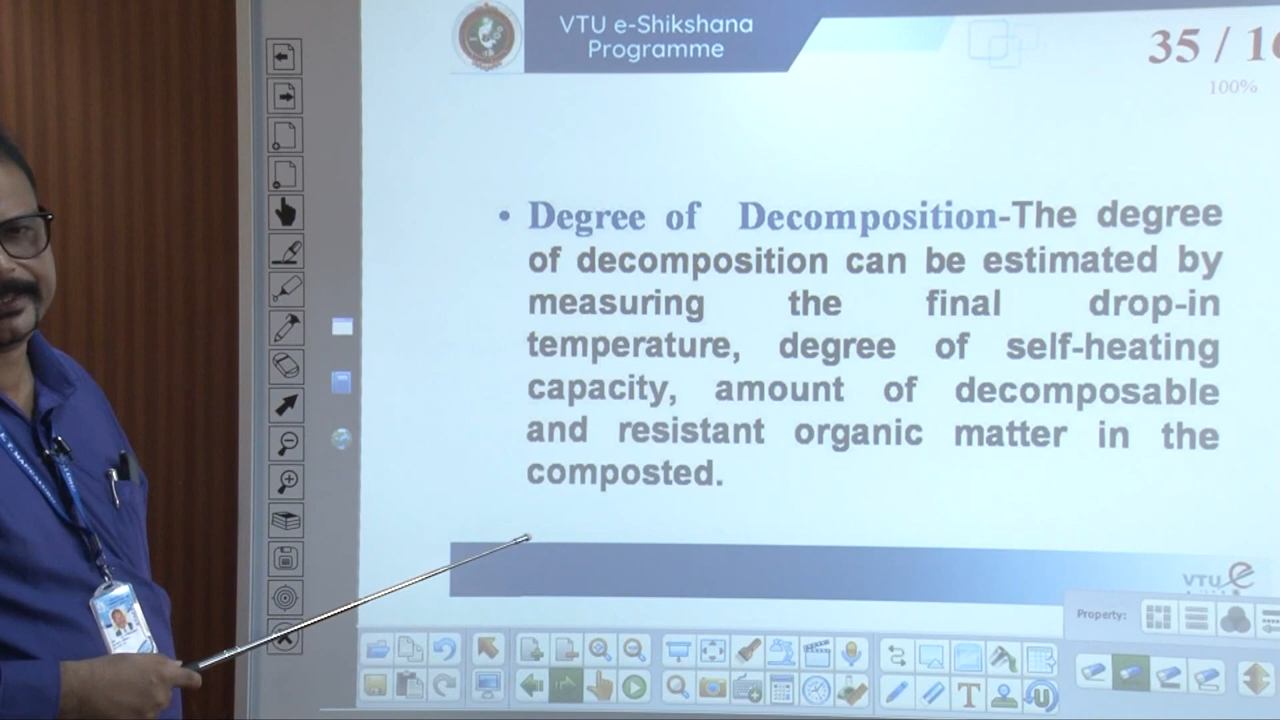 VTU e-Shikshana
Programme
35 / 16
100%
• Degree of Decomposition-The degree
of decomposition can be estimated by
measuring the final drop-in
temperature, degree of self-heating
capacity, amount of decomposable
and resistant organic matter in the
composted.
VTU e
Property: